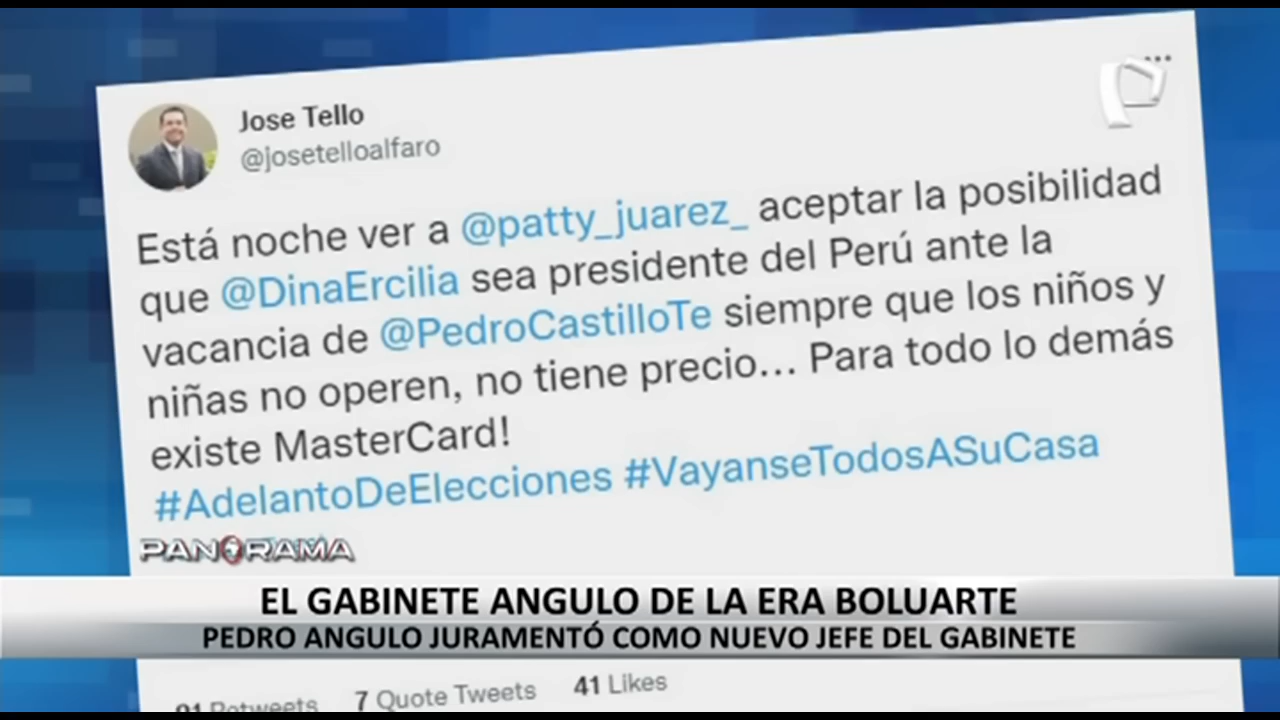 Jose Tello
@josetelloalfaro
Está noche ver a @patty_juarez_ aceptar la posibilidad
que @DinaErcilia sea presidente del Perú ante la
vacancia de @PedroCastilloTe siempre que los niños y
niñas no operen, no tiene precio... Para todo lo demás
existe MasterCard!
#AdelantoDeElecciones #VayanseTodosASuCasa
PANORAMA
EL GABINETE ANGULO DE LA ERA BOLUARTE
PEDRO ANGULO JURAMENTÓ COMO NUEVO JEFE DEL GABINETE
Retweets 7 Quote Tweets 41 Likes